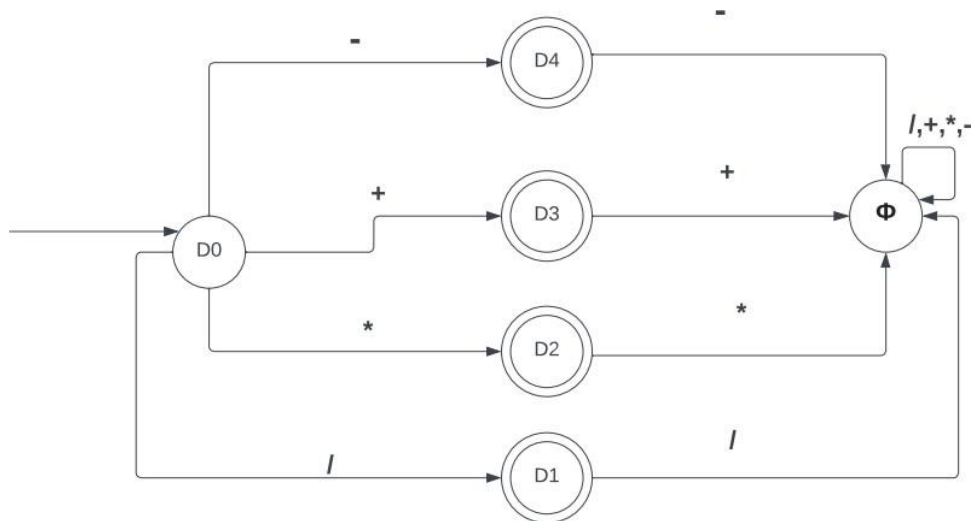 -
-
D4
/,+,*,-
+
+
D3
Φ
D0
*
*
D2
/
/
D1